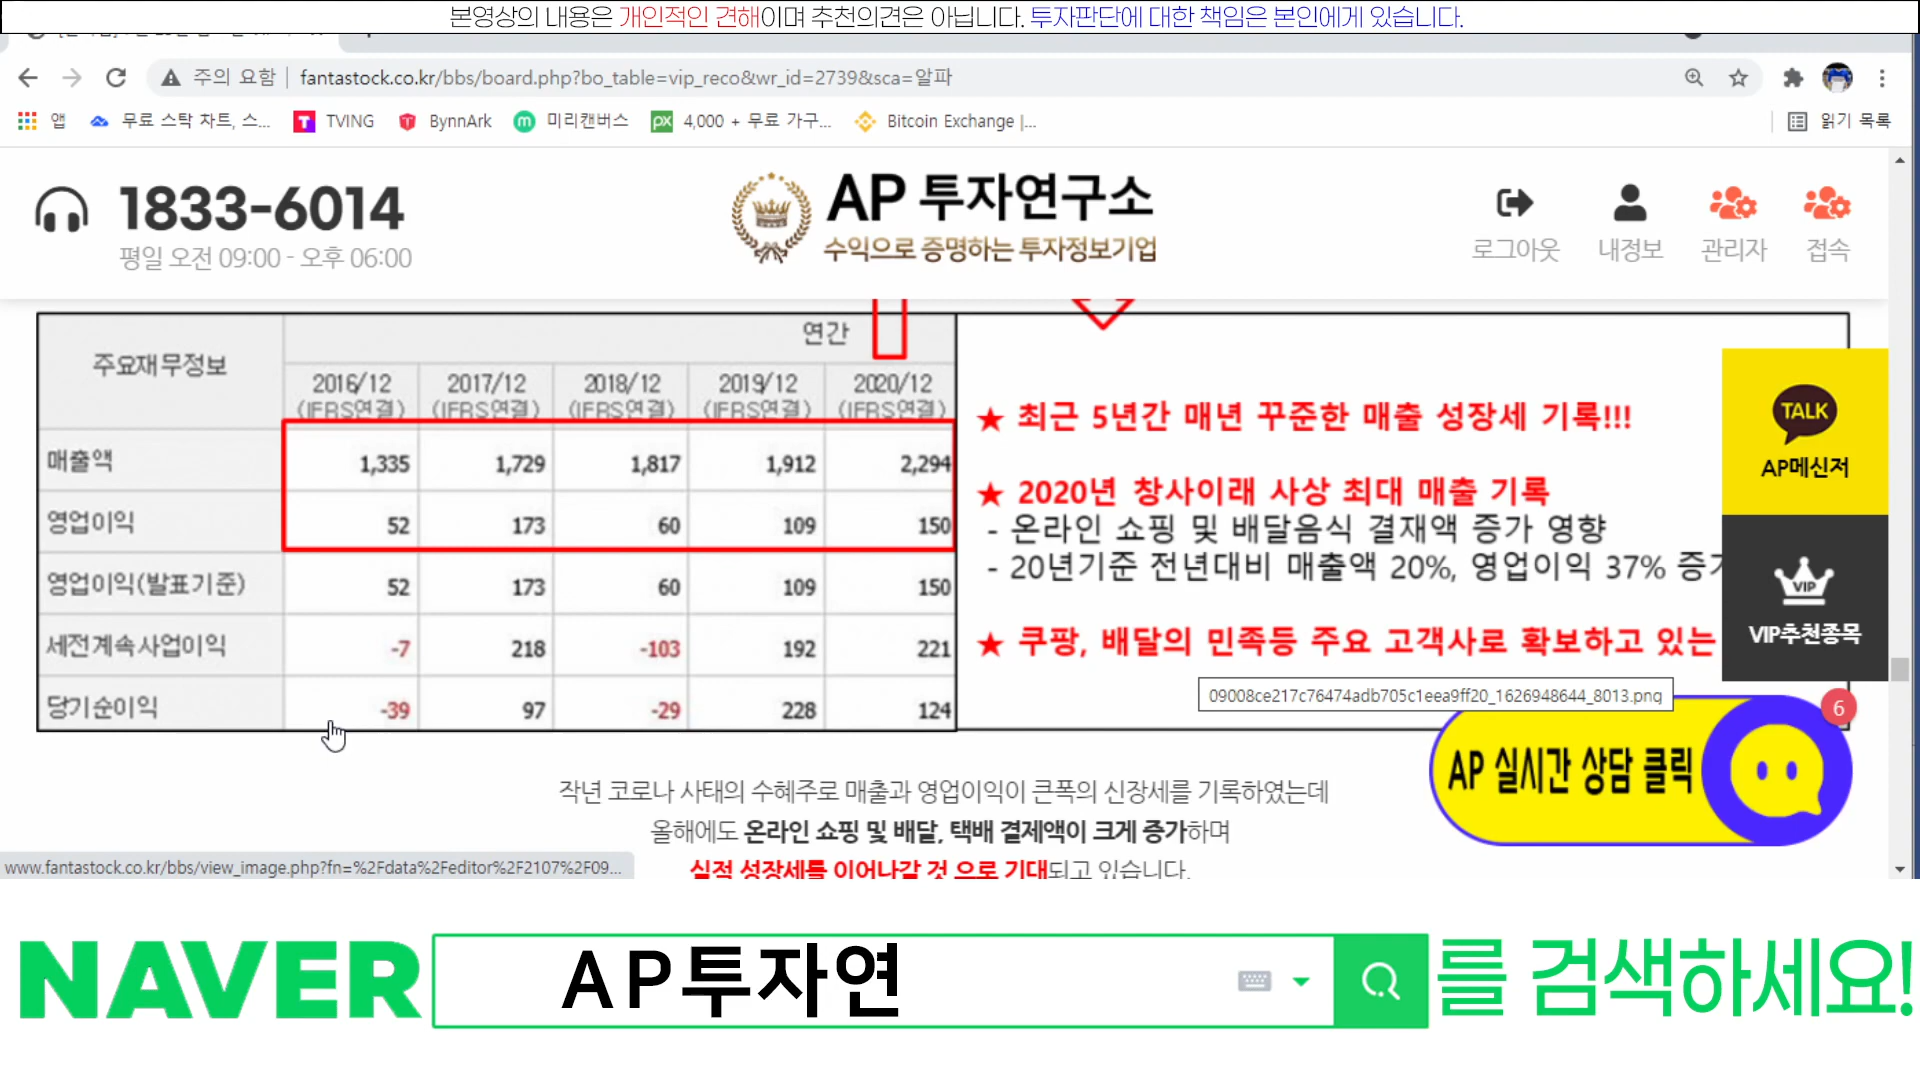 본영상의 내용은 개인적인 견해이며 추천의견은 아닙니다. 투자판단에 대한 책임은 본인에게 있습니다.
주의 요함 | fantastock.co.kr/bbs/board.php?bo_table=vip_reco&wr_id=2739&sca=알파
앱 무료 스탁 차트, 스... TVING BynnArk 미리캔버스 4,000 + 무료 가구... Bitcoin Exchange |... 읽기 목록
1833-6014
평일 오전 09:00 - 오후 06:00
AP 투자연구소
수익으로 증명하는 투자정보기업
로그아웃 내정보 관리자 접속
주요재무정보 연간
2016/12 2017/12 2018/12 2019/12 2020/12
(IFRS연결) (IFRS연결) (IFRS연결) (IFRS연결) (IFRS연결)
매출액 1,335 1,729 1,817 1,912 2,294
영업이익 52 173 60 109 150
영업이익(발표기준) 52 173 60 109 150
세전계속사업이익 -7 218 -103 192 221
당기순이익 -39 97 -29 228 124
★ 최근 5년간 매년 꾸준한 매출 성장세 기록!!!
★ 2020년 창사이래 사상 최대 매출 기록
- 온라인 쇼핑 및 배달음식 결재액 증가 영향
- 20년기준 전년대비 매출액 20%, 영업이익 37%
★ 쿠팡, 배달의 민족등 주요 고객사로 확보하고 있는
09008ce217c76474adb705c1eea9ff20_1626948644_8013.png
TALK
AP메신저
VIP
VIP추천종목
6
AP 실시간 상담 클릭
작년 코로나 사태의 수혜주로 매출과 영업이익이 큰폭의 신장세를 기록하였는데
올해에도 온라인 쇼핑 및 배달, 택배 결제액이 크게 증가하며
실적 성장세를 이어나갈 것 으로 기대되고 있습니다.
www.fantastock.co.kr/bbs/view_image.php?fn=%2Fdata%2Feditor%2F2107%2F09...
NAVER AP투자연 를 검색하세요!